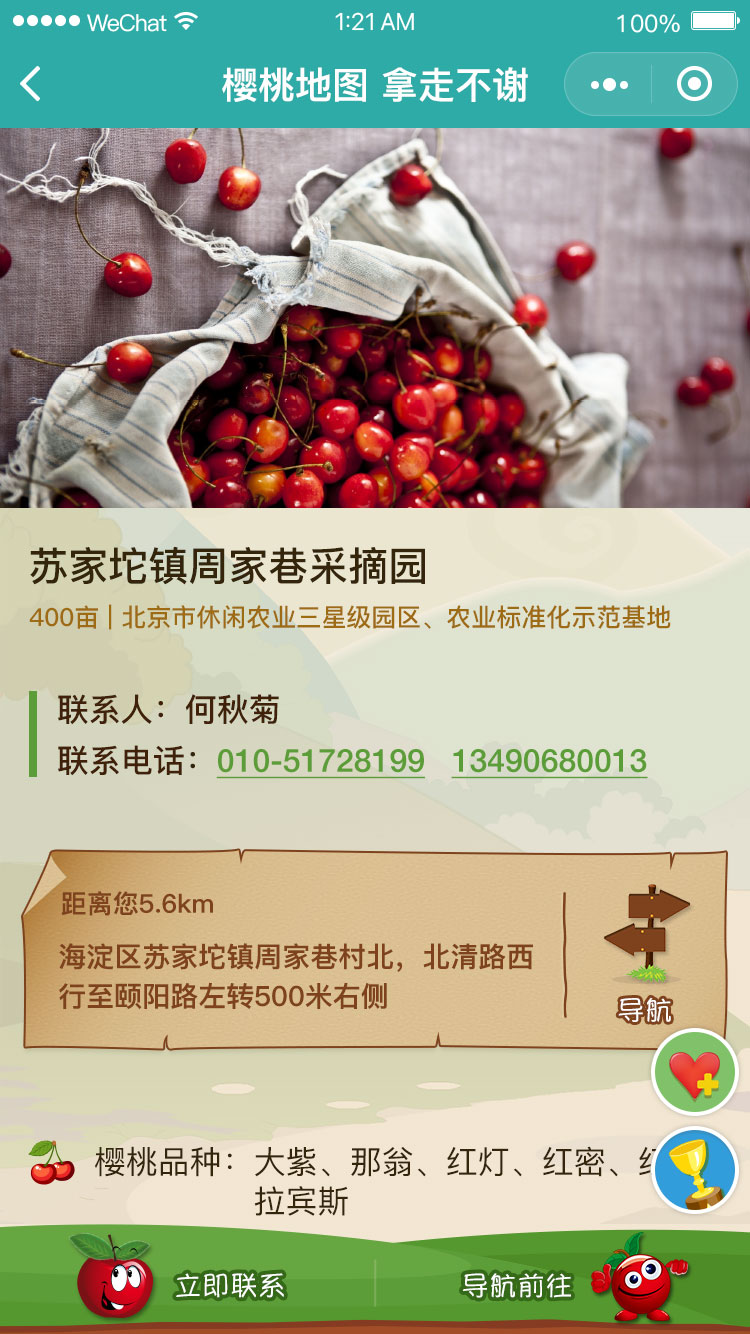 WeChat 1:21 AM 100%
樱桃地图 拿走不谢
苏家坨镇周家巷采摘园
400亩 | 北京市休闲农业三星级园区、农业标准化示范基地
联系人：何秋菊
联系电话：010-51728199 13490680013
距离您5.6km
海淀区苏家坨镇周家巷村北，北清路西
行至颐阳路左转500米右侧
导航
樱桃品种：大紫、那翁、红灯、红密、
拉宾斯
立即联系 导航前往